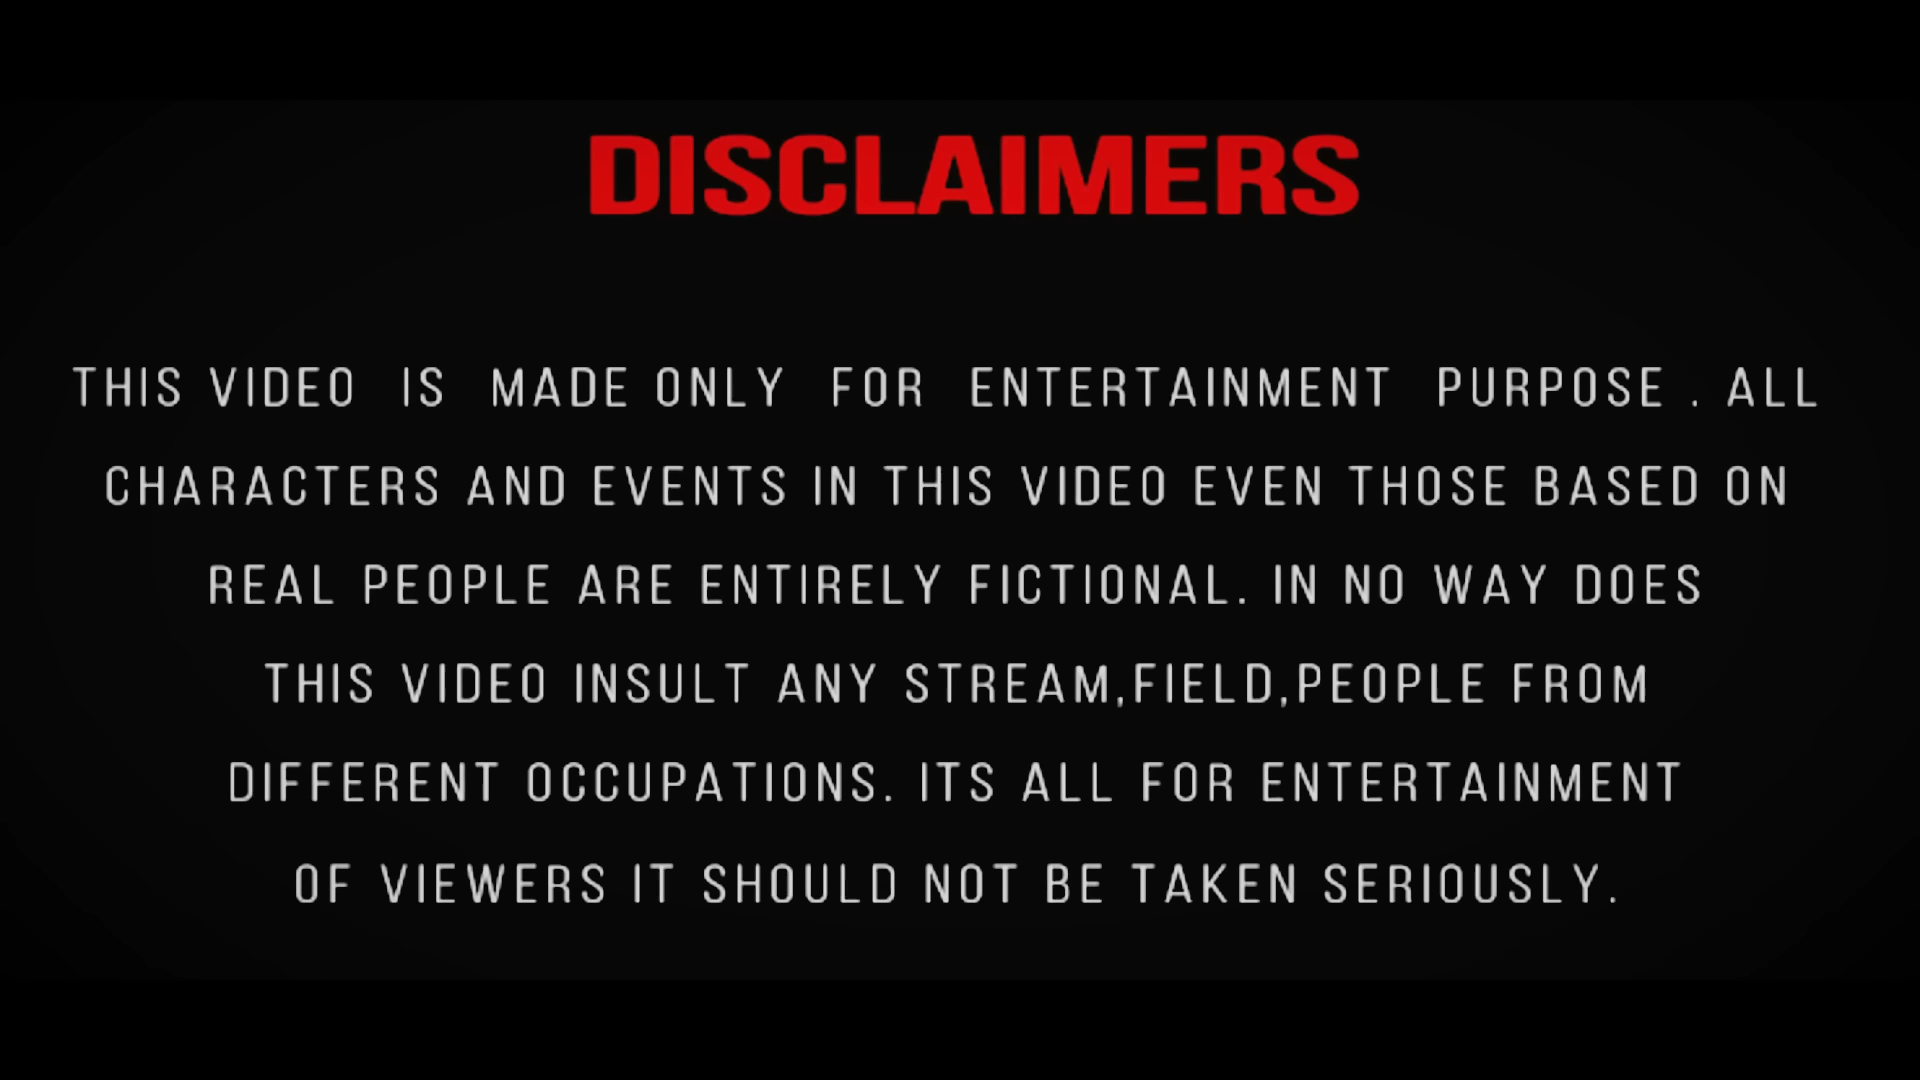 DISCLAIMERS
THIS VIDEO IS MADE ONLY FOR ENTERTAINMENT PURPOSE . ALL
CHARACTERS AND EVENTS IN THIS VIDEO EVEN THOSE BASED ON
REAL PEOPLE ARE ENTIRELY FICTIONAL. IN NO WAY DOES
THIS VIDEO INSULT ANY STREAM,FIELD,PEOPLE FROM
DIFFERENT OCCUPATIONS. ITS ALL FOR ENTERTAINMENT
OF VIEWERS IT SHOULD NOT BE TAKEN SERIOUSLY.